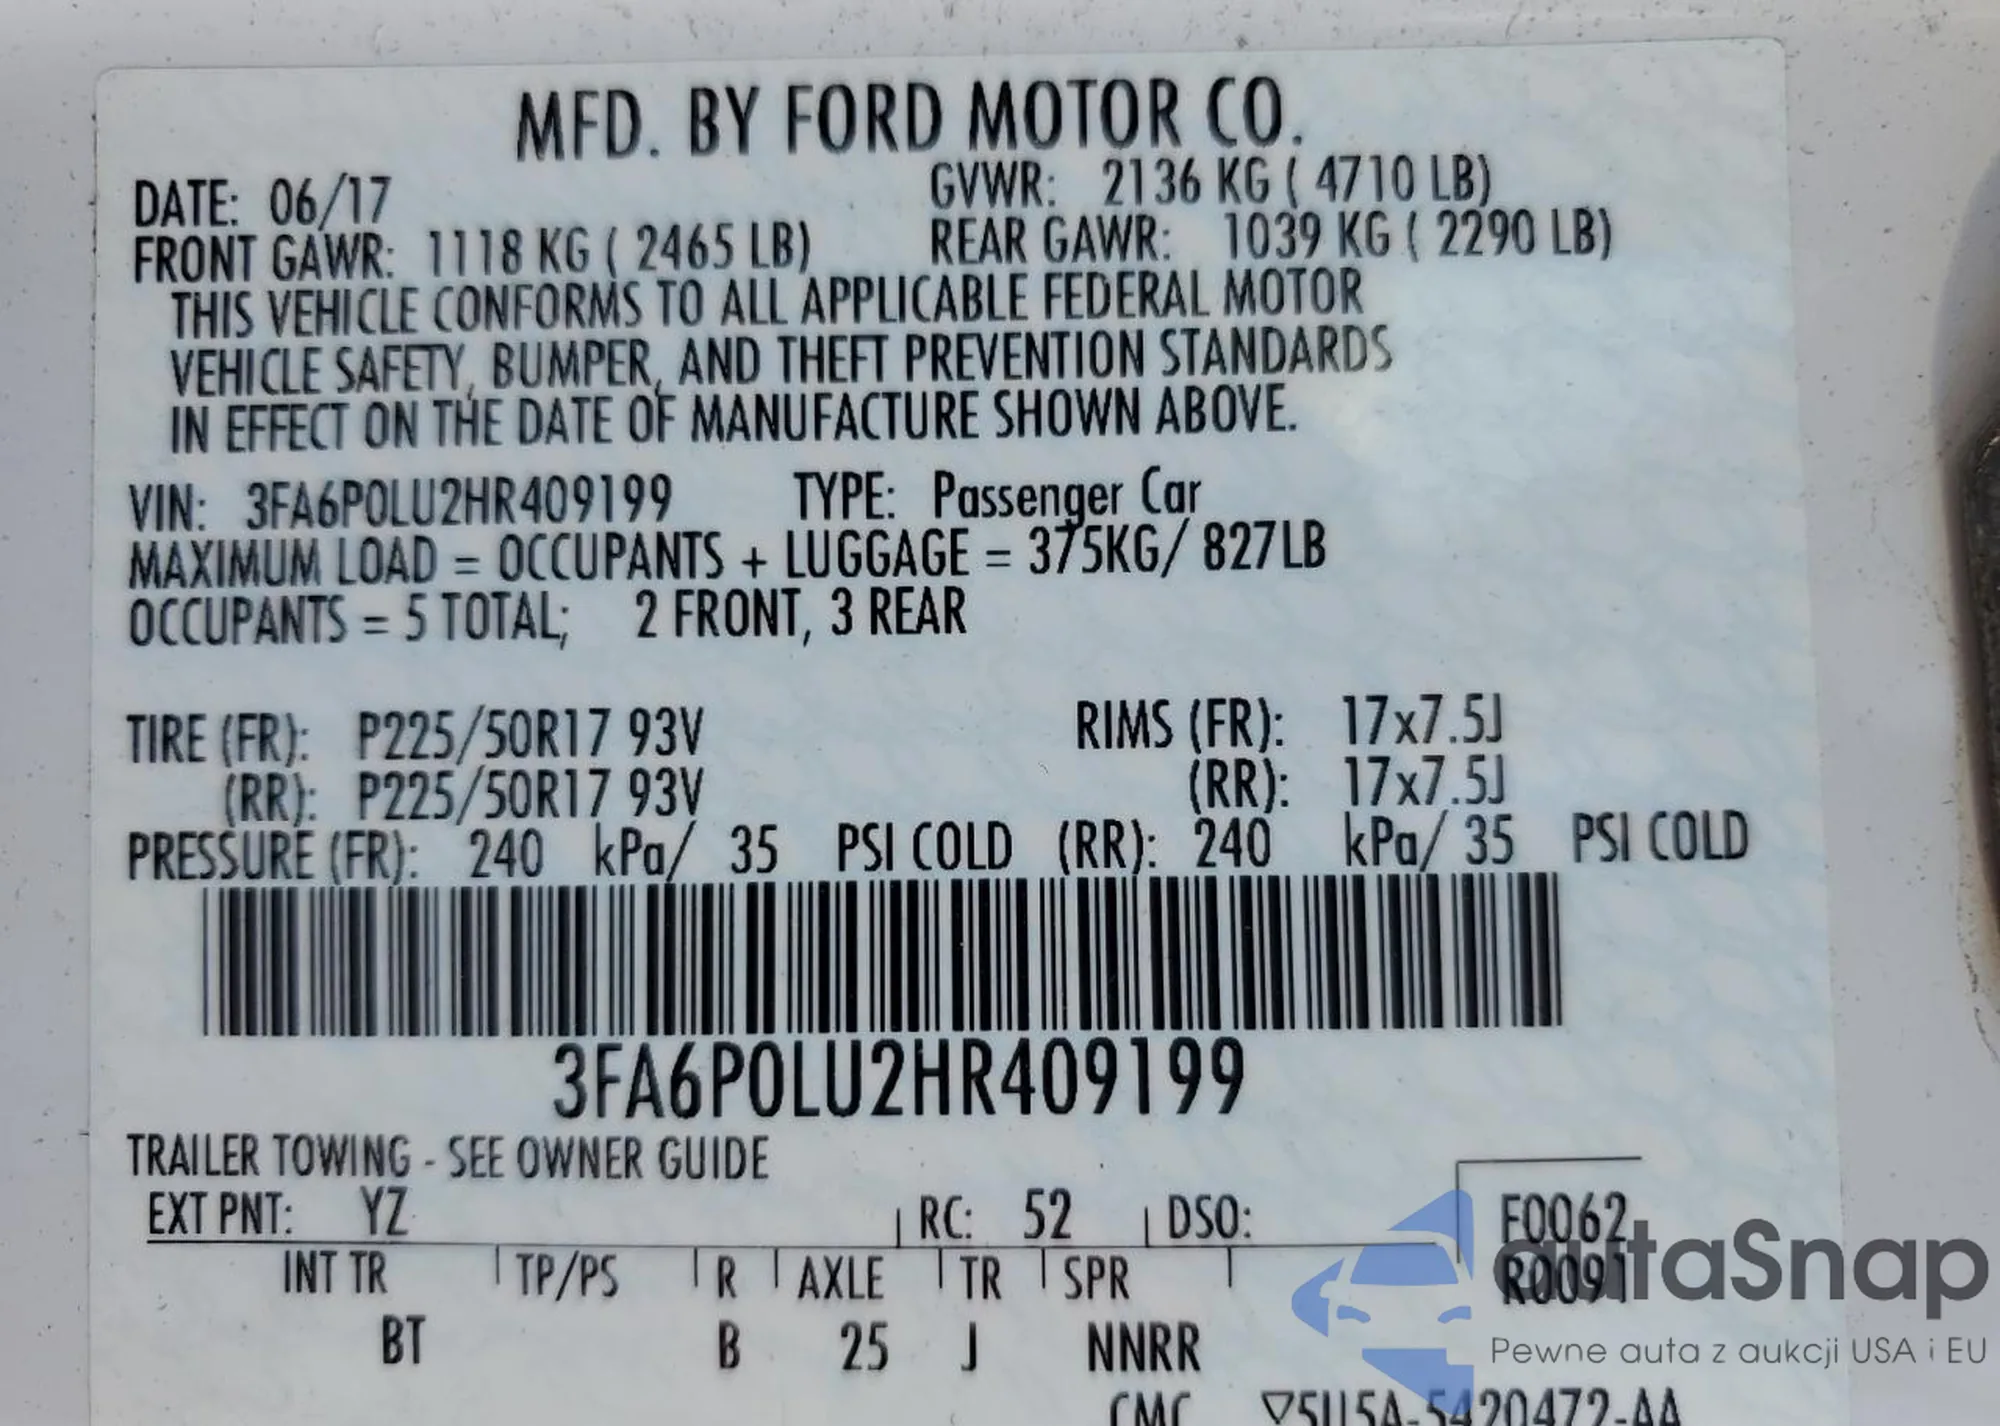 MFD. BY FORD MOTOR CO.
DATE: 06/17 GVWR: 2136 KG ( 4710 LB)
FRONT GAWR: 1118 KG ( 2465 LB) REAR GAWR: 1039 KG ( 2290 LB)
THIS VEHICLE CONFORMS TO ALL APPLICABLE FEDERAL MOTOR
VEHICLE SAFETY, BUMPER, AND THEFT PREVENTION STANDARDS
IN EFFECT ON THE DATE OF MANUFACTURE SHOWN ABOVE.
VIN: 3FA6P0LU2HR409199 TYPE: Passenger Car
MAXIMUM LOAD = OCCUPANTS + LUGGAGE = 375KG/ 827LB
OCCUPANTS = 5 TOTAL; 2 FRONT, 3 REAR
TIRE (FR): P225/50R17 93V RIMS (FR): 17x7.5J
(RR): P225/50R17 93V (RR): 17x7.5J
PRESSURE (FR): 240 kPa/ 35 PSI COLD (RR): 240 kPa/ 35 PSI COLD
3FA6P0LU2HR409199
TRAILER TOWING - SEE OWNER GUIDE
EXT PNT: YZ RC: 52 DSO: F0062
INT TR TP/PS R AXLE TR SPR R0091
BT B 25 J NNRR
autaSnap
Pewne auta z aukcji USA i EU
CMC ▽5U5A-5420472-AA